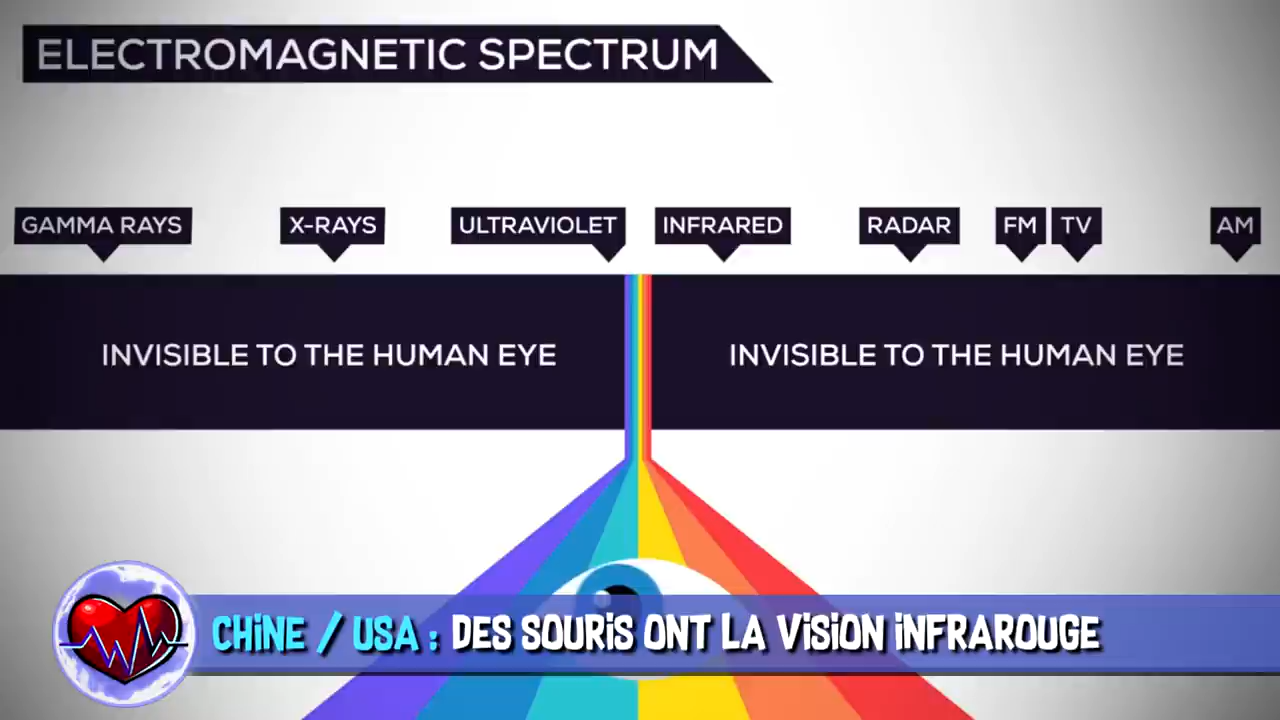 ELECTROMAGNETIC SPECTRUM
GAMMA RAYS X-RAYS ULTRAVIOLET INFRARED RADAR FM TV AM
INVISIBLE TO THE HUMAN EYE INVISIBLE TO THE HUMAN EYE
CHINE / USA : DES SOURIS ONT LA VISION INFRAROUGE